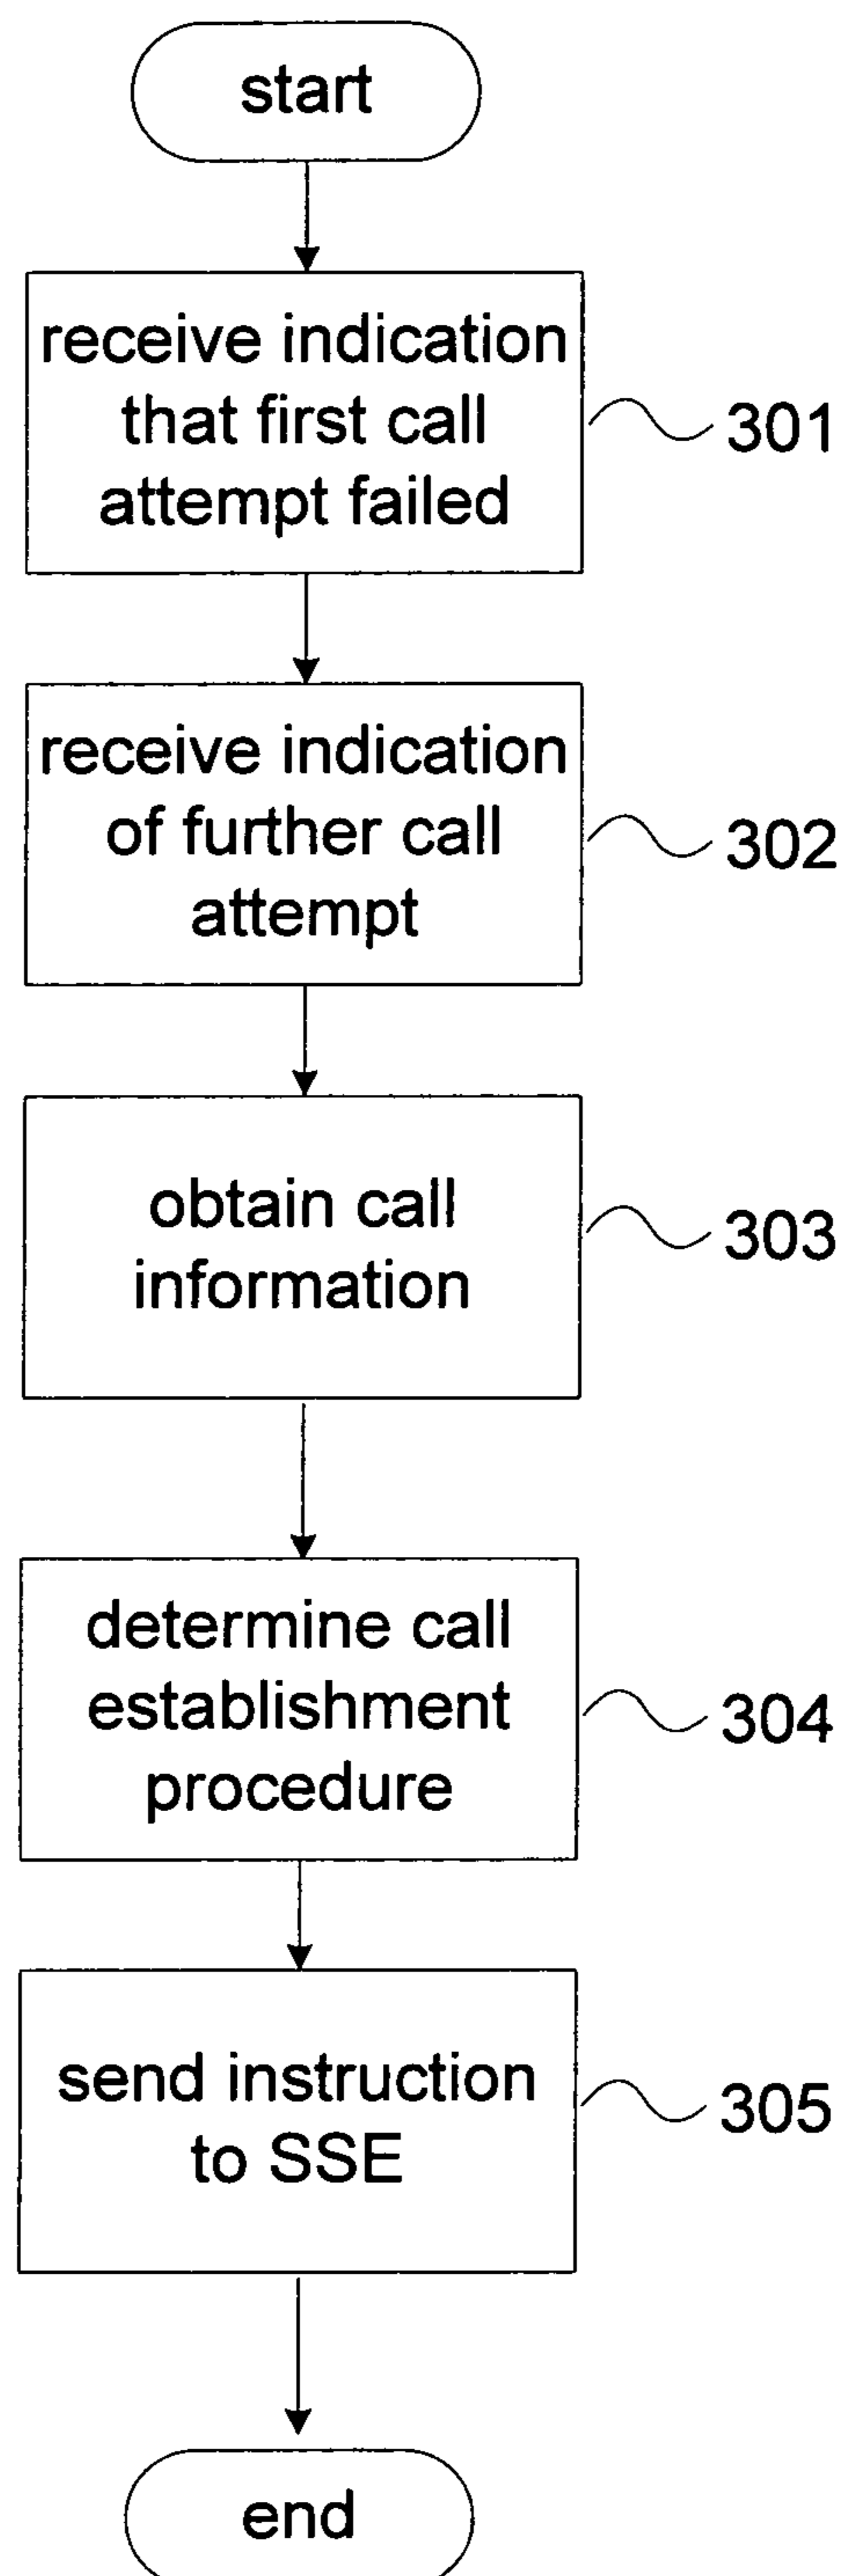 start
receive indication
that first call
attempt failed
301
receive indication
of further call
attempt
302
obtain call
information
303
determine call
establishment
procedure
304
send instruction
to SSE
305
end